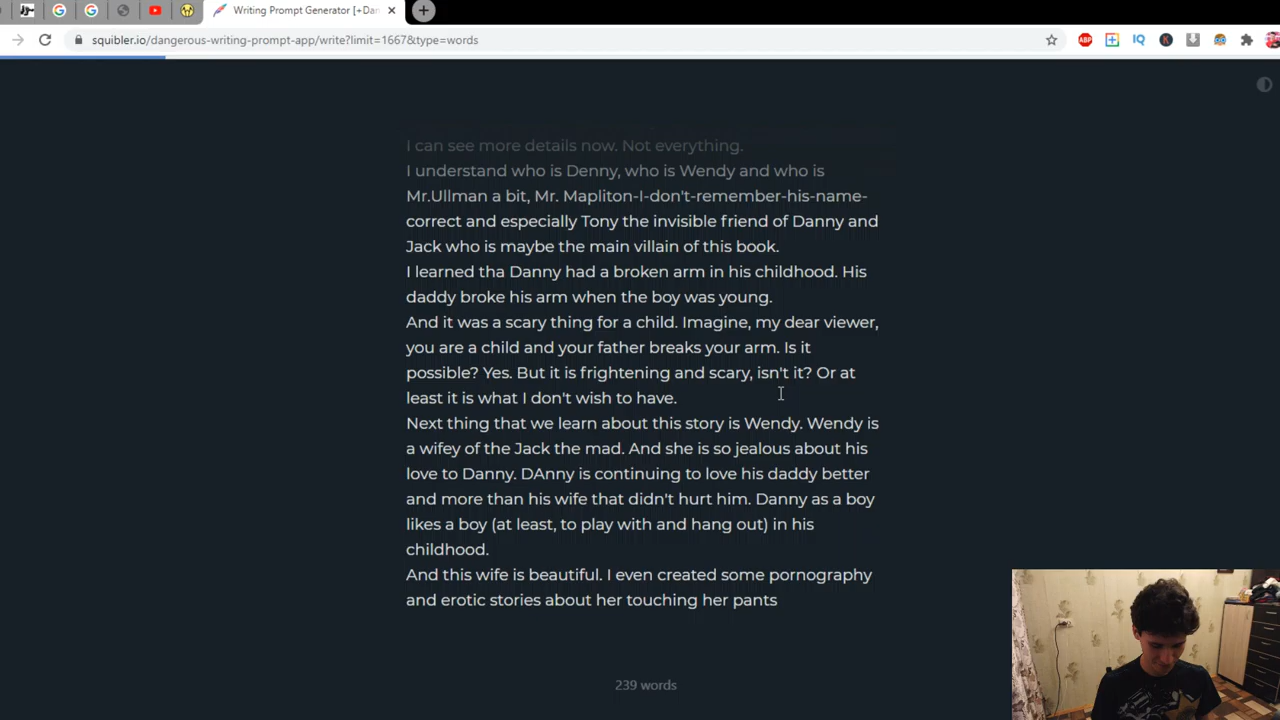 Writing Prompt Generator [+Dan
squibler.io/dangerous-writing-prompt-app/write?limit=1667&type=words
ABP
IQ
K
I can see more details now. Not everything.
I understand who is Denny, who is Wendy and who is
Mr.Ullman a bit, Mr. Mapliton-I-don't-remember-his-name-
correct and especially Tony the invisible friend of Danny and
Jack who is maybe the main villain of this book.
I learned tha Danny had a broken arm in his childhood. His
daddy broke his arm when the boy was young.
And it was a scary thing for a child. Imagine, my dear viewer,
you are a child and your father breaks your arm. Is it
possible? Yes. But it is frightening and scary, isn't it? Or at
least it is what I don't wish to have.
Next thing that we learn about this story is Wendy. Wendy is
a wifey of the Jack the mad. And she is so jealous about his
love to Danny. DAnny is continuing to love his daddy better
and more than his wife that didn't hurt him. Danny as a boy
likes a boy (at least, to play with and hang out) in his
childhood.
And this wife is beautiful. I even created some pornography
and erotic stories about her touching her pants
239 words